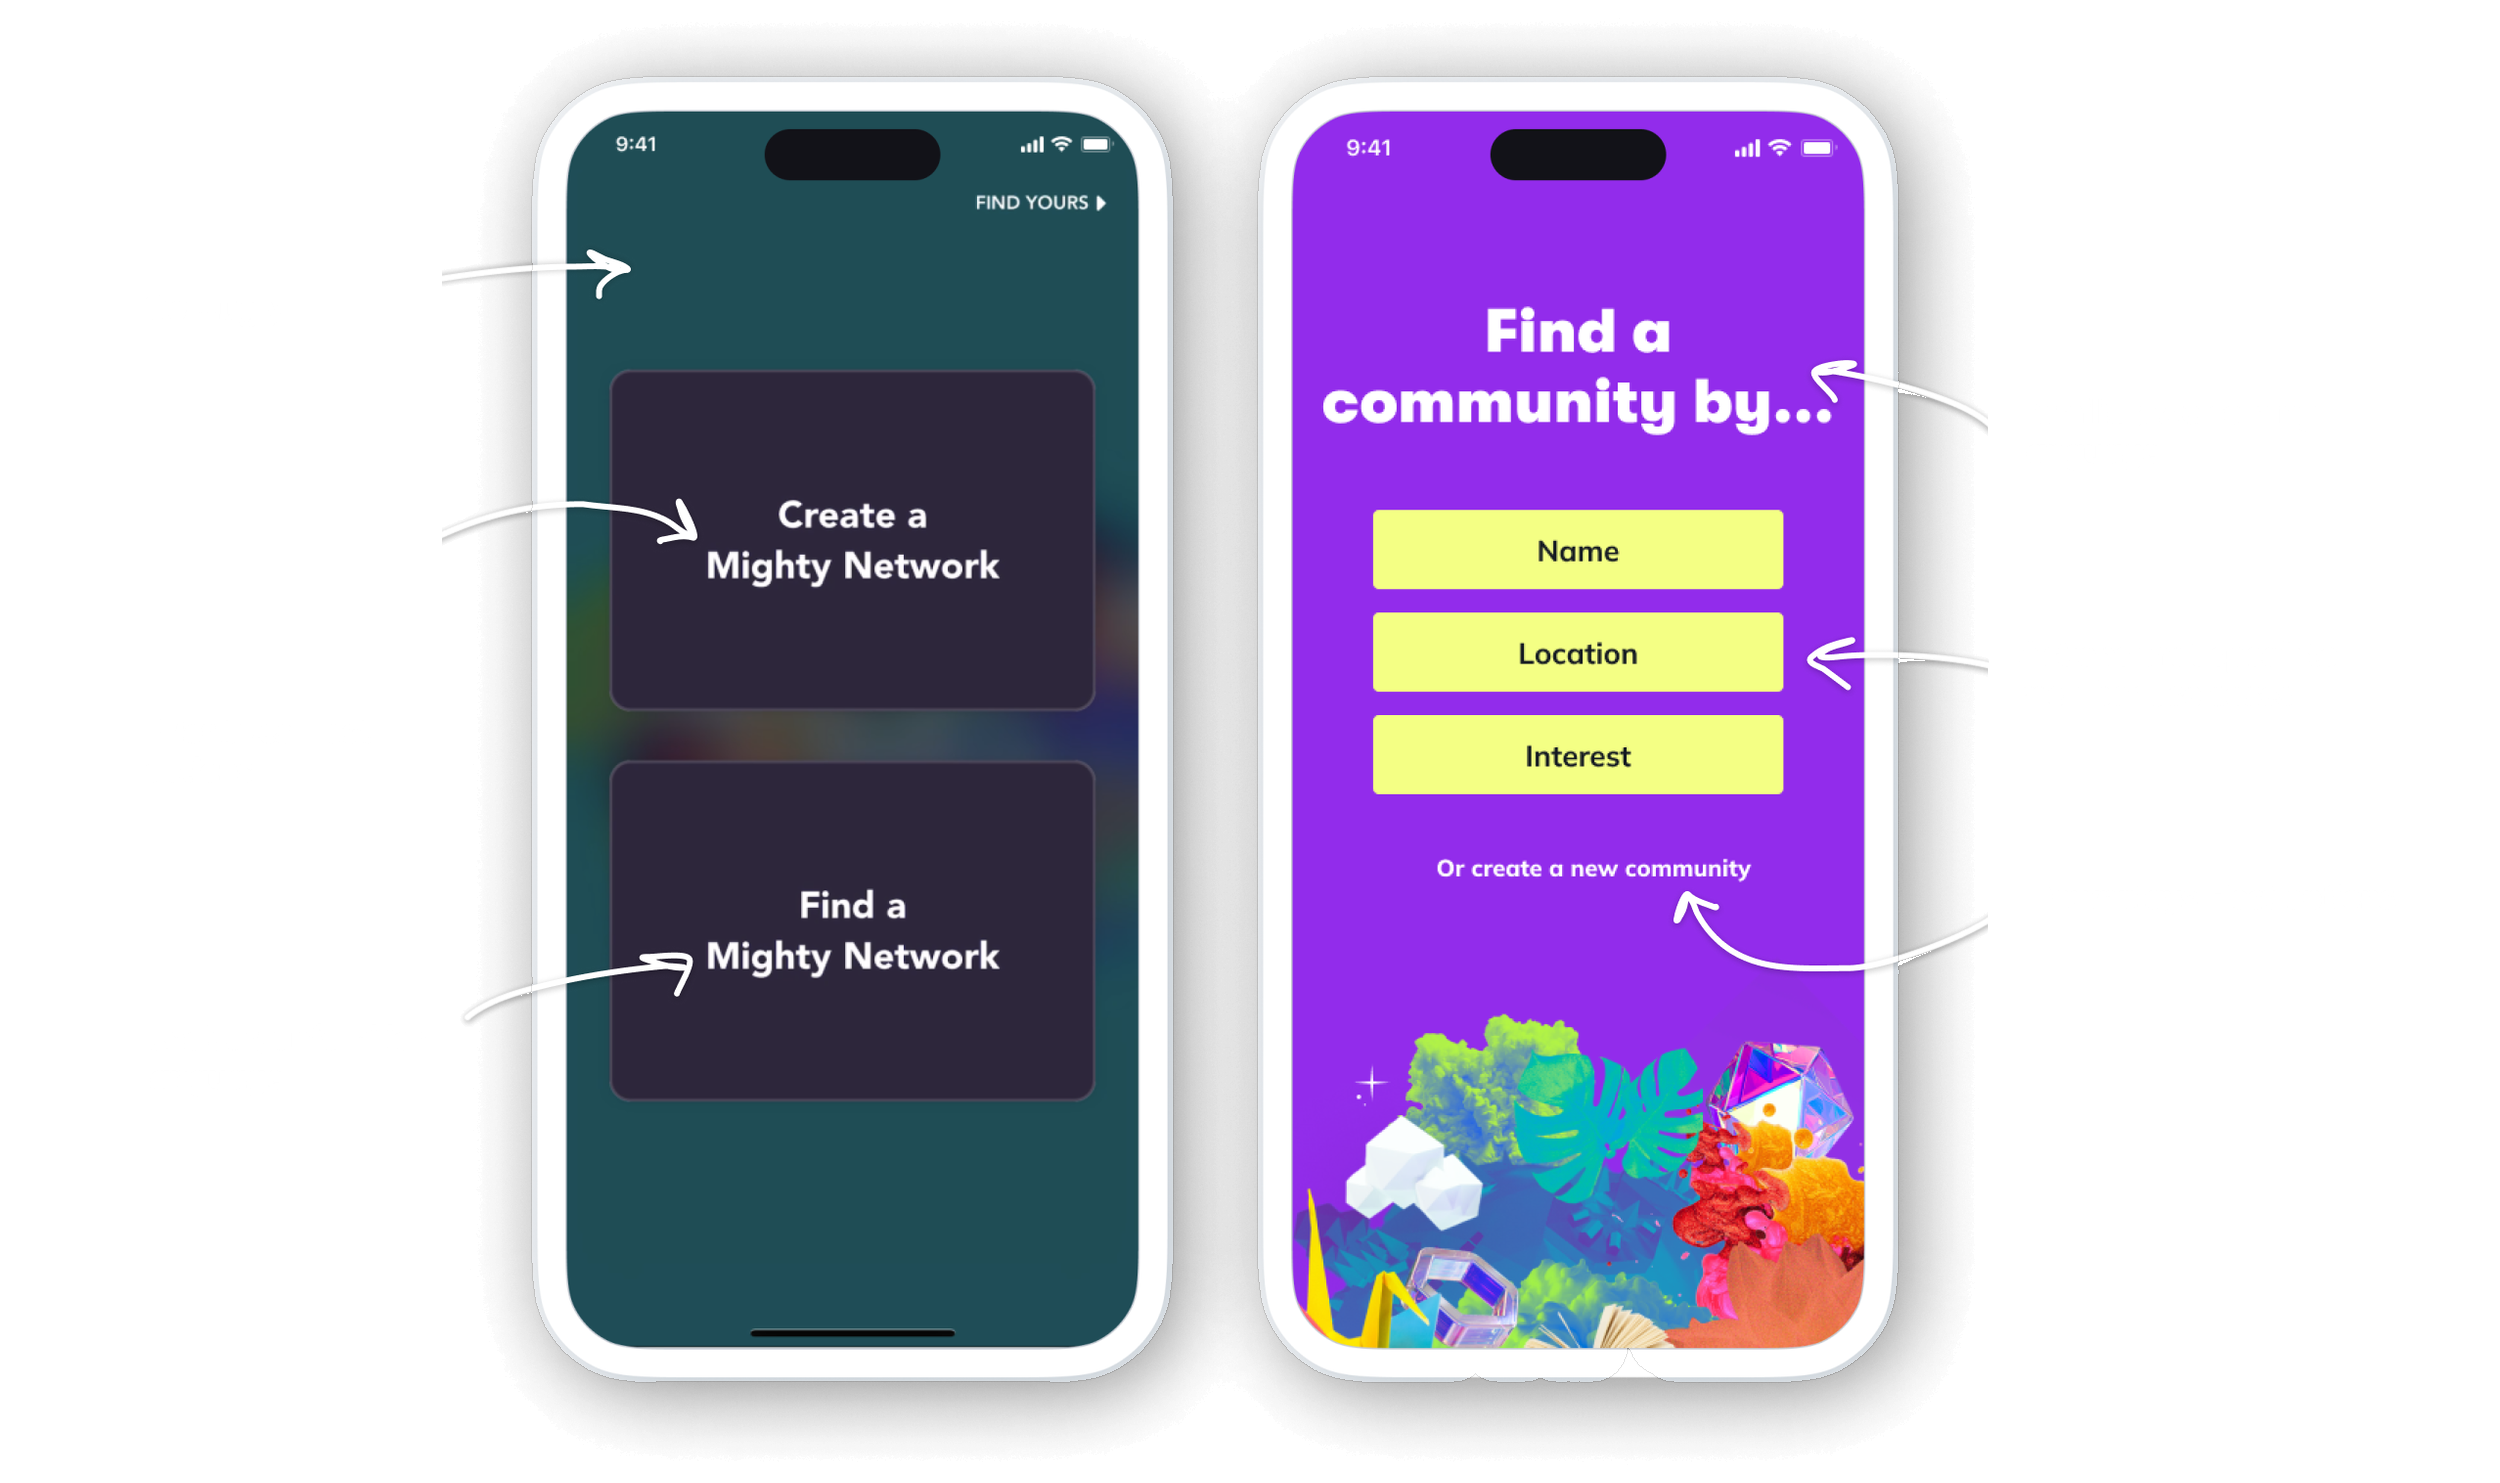 9:41
FIND YOURS
Create a
Mighty Network
Find a
Mighty Network
9:41
Find a
community by...
Name
Location
Interest
Or create a new community